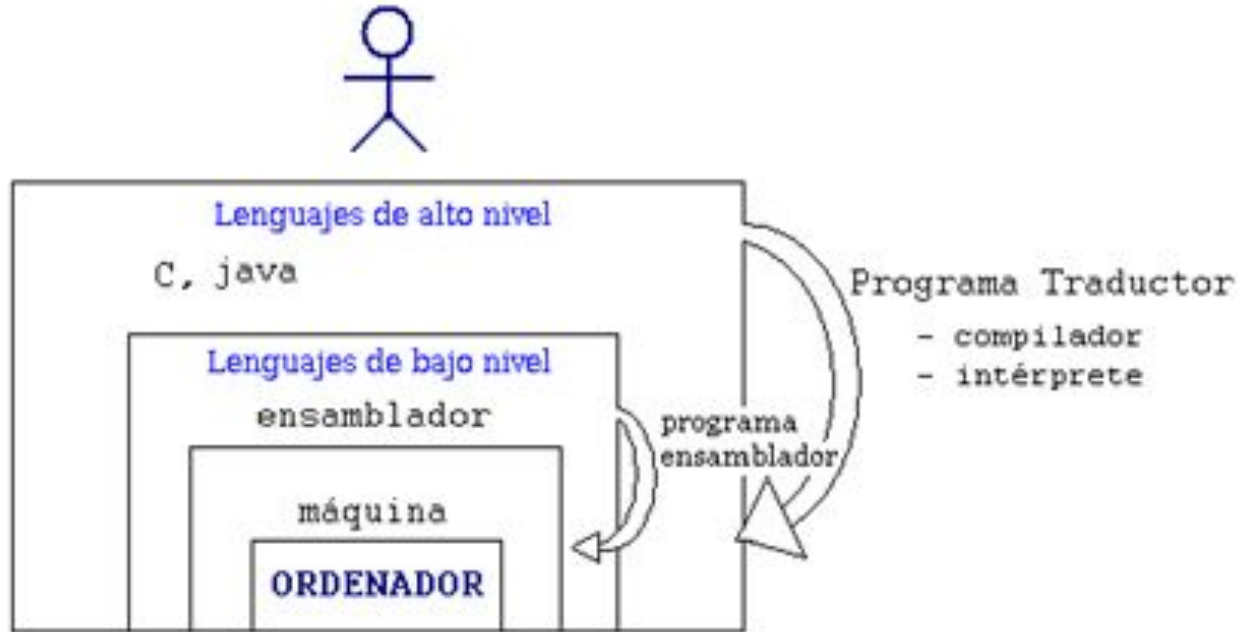 Lenguajes de alto nivel
C, java
Programa Traductor
- compilador
- intérprete
Lenguajes de bajo nivel
ensamblador
programa
ensamblador
máquina
ORDENADOR